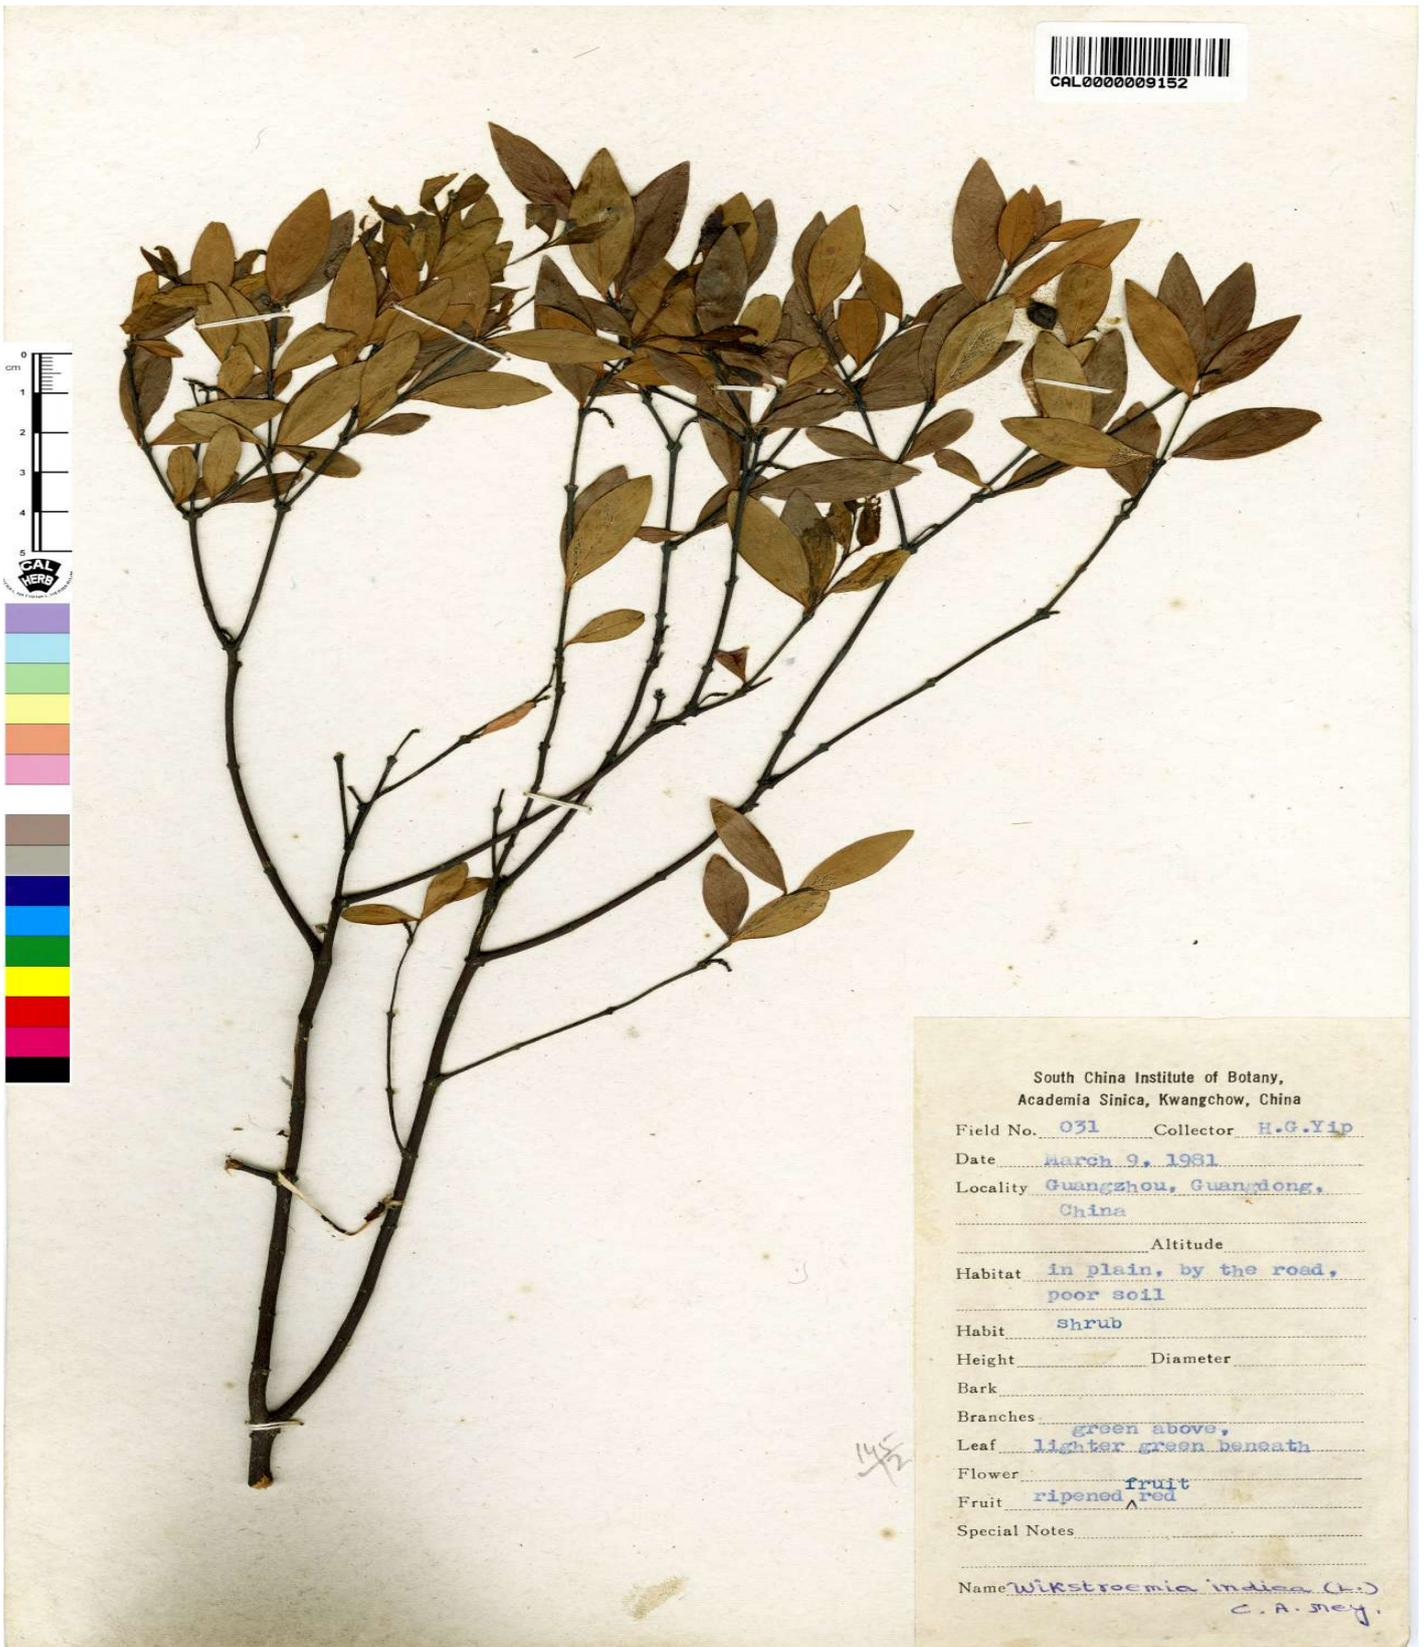 CAL0000009152
0
cm
1
2
3
4
5
CAL
HERB
South China Institute of Botany,
Academia Sinica, Kwangchow, China
Field No. 031 Collector H.G.Yip
Date March 9, 1981
Locality Guangzhou, Guangdong,
China
Altitude
Habitat in plain, by the road,
poor soil
Habit shrub
Height Diameter
Bark
Branches
green above,
Leaf lighter green beneath
Flower
fruit
Fruit ripened ^ red
Special Notes
Name Wikstroemia indica (L.)
C. A. Mey.
145/2